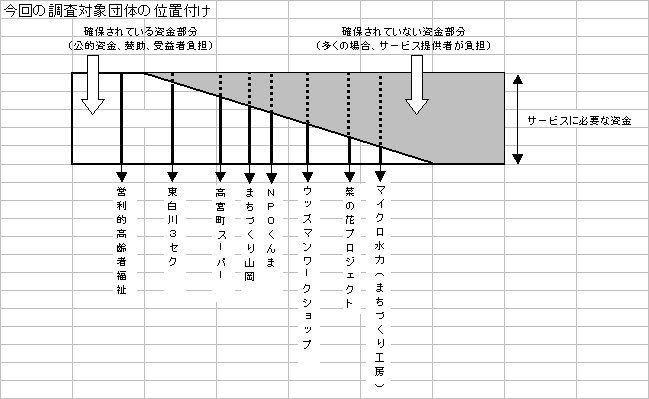 今回の調査対象団体の位置付け
確保されている資金部分
（公的資金、賛助、受益者負担）
確保されていない資金部分
（多くの場合、サービス提供者が負担）
サービスに必要な資金
営利的高齢者福祉
東白川３セク
高宮町スーパー
まちづくり山岡
ＮＰＯくんま
ウッズマンワークショップ
菜の花プロジェクト
マイクロ水力（まちづくり工房）